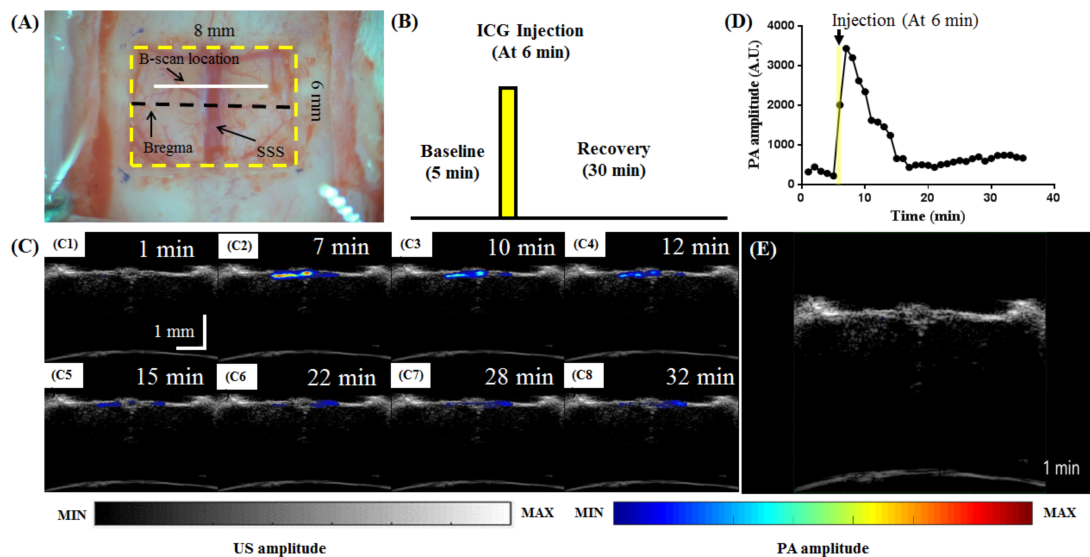 (A)
8 mm
B-scan location
6 mm
Bregma
SSS
(B)
ICG Injection
(At 6 min)
Baseline
(5 min)
Recovery
(30 min)
(D)
Injection (At 6 min)
PA amplitude (A.U.)
4000
3000
2000
1000
0
0
10
20
30
40
Time (min)
(C)
(C1)
1 min
1 mm
(C2)
7 min
(C3)
10 min
(C4)
12 min
(C5
15 min
(C6
22 min
(C7)
28 min
(C8
32 min
(E)
1 min
MIN
MAX
US amplitude
MIN
MAX
PA amplitude